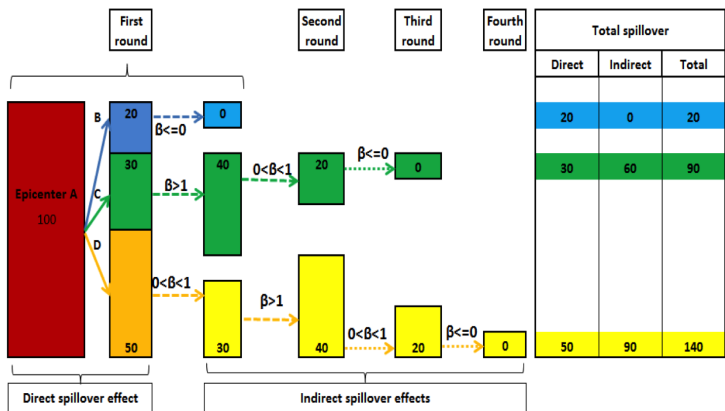 First round
Second round
Third round
Fourth round
Total spillover
Direct Indirect Total
B 20 β<=0 0 20 0 20
Epicenter A
100
C 30 β>1 40 0<β<1 20 β<=0 0 30 60 90
D 50 0<β<1 30 β>1 40 0<β<1 20 β<=0 0 50 90 140
Direct spillover effect
Indirect spillover effects